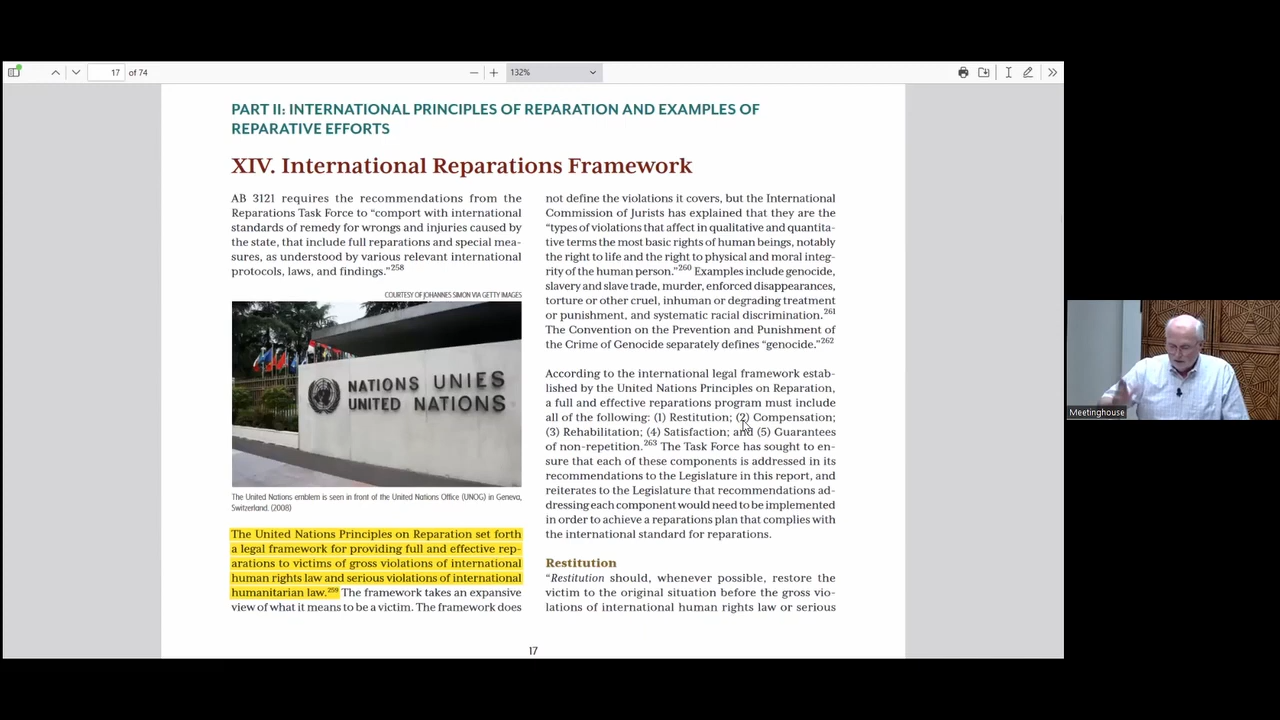 17 of 74
132%
PART II: INTERNATIONAL PRINCIPLES OF REPARATION AND EXAMPLES OF
REPARATIVE EFFORTS
XIV. International Reparations Framework
AB 3121 requires the recommendations from the
Reparations Task Force to “comport with international
standards of remedy for wrongs and injuries caused by
the state, that include full reparations and special mea-
sures, as understood by various relevant international
protocols, laws, and findings.”258
COURTESY OF JOHANNES SIMON VIA GETTY IMAGES
NATIONS UNIES
UNITED NATIONS
The United Nations emblem is seen in front of the United Nations Office (UNOG) in Geneva,
Switzerland. (2008)
The United Nations Principles on Reparation set forth
a legal framework for providing full and effective rep-
arations to victims of gross violations of international
human rights law and serious violations of international
humanitarian law.259 The framework takes an expansive
view of what it means to be a victim. The framework does
not define the violations it covers, but the International
Commission of Jurists has explained that they are the
“types of violations that affect in qualitative and quantita-
tive terms the most basic rights of human beings, notably
the right to life and the right to physical and moral integ-
rity of the human person.”260 Examples include genocide,
slavery and slave trade, murder, enforced disappearances,
torture or other cruel, inhuman or degrading treatment
or punishment, and systematic racial discrimination.261
The Convention on the Prevention and Punishment of
the Crime of Genocide separately defines “genocide.”262
According to the international legal framework estab-
lished by the United Nations Principles on Reparation,
a full and effective reparations program must include
all of the following: (1) Restitution; (2) Compensation;
(3) Rehabilitation; (4) Satisfaction; and (5) Guarantees
of non-repetition.263 The Task Force has sought to en-
sure that each of these components is addressed in its
recommendations to the Legislature in this report, and
reiterates to the Legislature that recommendations ad-
dressing each component would need to be implemented
in order to achieve a reparations plan that complies with
the international standard for reparations.
Restitution
“Restitution should, whenever possible, restore the
victim to the original situation before the gross vio-
lations of international human rights law or serious
17
Meetinghouse